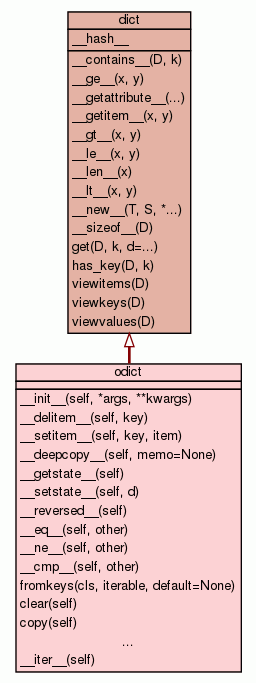 dict
__hash__
__contains__(D, k)
__ge__(x, y)
__getattribute__(...)
__getitem__(x, y)
__gt__(x, y)
__le__(x, y)
__len__(x)
__lt__(x, y)
__new__(T, S, *...)
__sizeof__(D)
get(D, k, d=...)
has_key(D, k)
viewitems(D)
viewkeys(D)
viewvalues(D)
odict
__init__(self, *args, **kwargs)
__delitem__(self, key)
__setitem__(self, key, item)
__deepcopy__(self, memo=None)
__getstate__(self)
__setstate__(self, d)
__reversed__(self)
__eq__(self, other)
__ne__(self, other)
__cmp__(self, other)
fromkeys(cls, iterable, default=None)
clear(self)
copy(self)
...
__iter__(self)